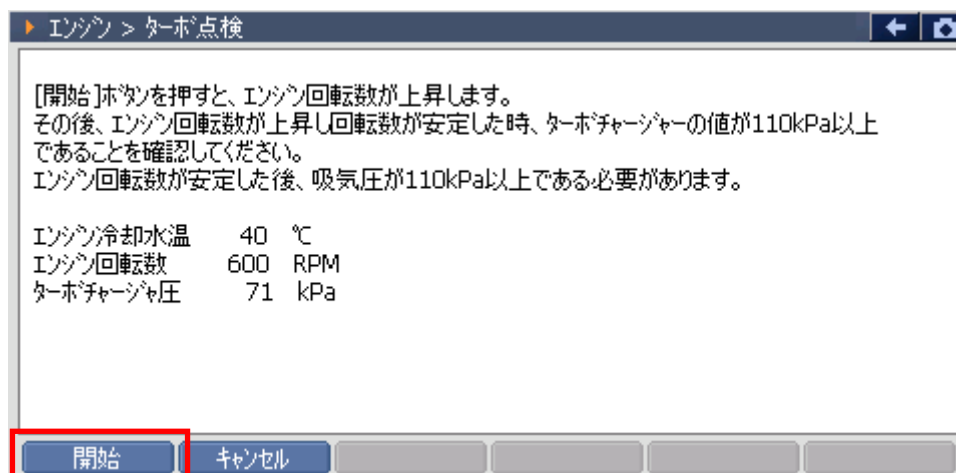 エンジン > ターボ点検
[開始]ボタンを押すと、エンジン回転数が上昇します。
その後、エンジン回転数が上昇し回転数が安定した時、ターボチャージャーの値が110kPa以上
であることを確認してください。
エンジン回転数が安定した後、吸気圧が110kPa以上である必要があります。
エンジン冷却水温 40 ℃
エンジン回転数 600 RPM
ターボチャージャ圧 71 kPa
開始 キャンセル